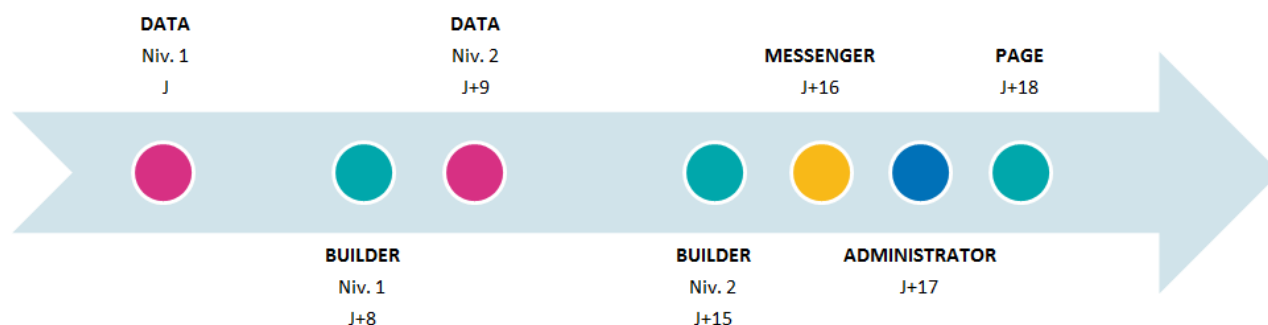 DATA
Niv. 1
J
DATA
Niv. 2
J+9
MESSENGER
J+16
PAGE
J+18
BUILDER
Niv. 1
J+8
BUILDER
Niv. 2
J+15
ADMINISTRATOR
J+17